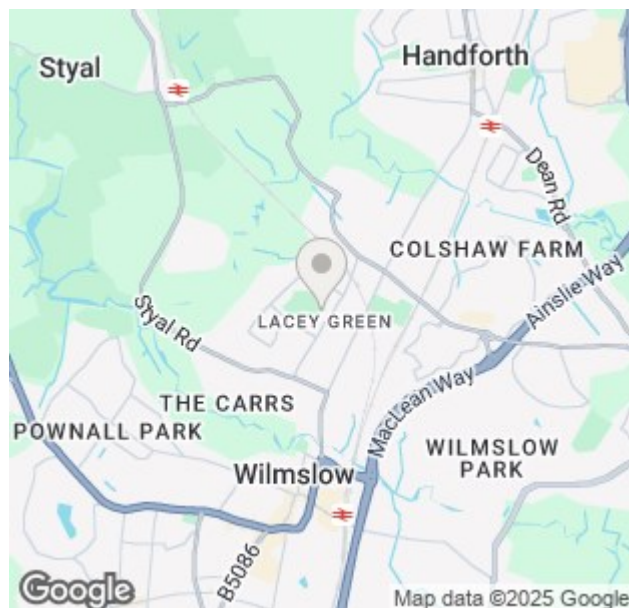 Handforth
Styal
Dean Rd
COLSHAW FARM
Ainslie Way
LACEY GREEN
Styal Rd
MacLean Way
THE CARRS
POWNALL PARK
WILMSLOW
PARK
Wilmslow
B5086
Google
Map data ©2025 Google